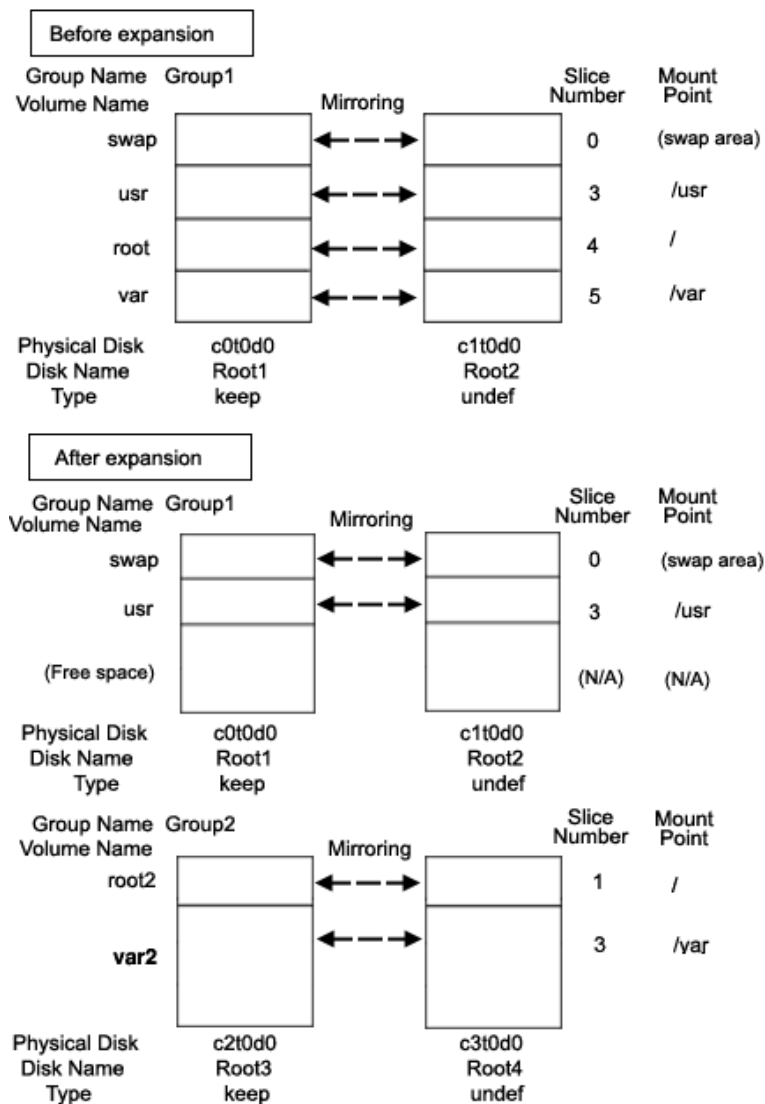 Before expansion
Group Name Group1 Slice Number Mount Point
Volume Name Mirroring
swap 0 (swap area)
usr 3 /usr
root 4 /
var 5 /var
Physical Disk c0t0d0 c1t0d0
Disk Name Root1 Root2
Type keep undef
After expansion
Group Name Group1 Slice Number Mount Point
Volume Name Mirroring
swap 0 (swap area)
usr 3 /usr
(Free space) (N/A) (N/A)
Physical Disk c0t0d0 c1t0d0
Disk Name Root1 Root2
Type keep undef
Group Name Group2 Slice Number Mount Point
Volume Name Mirroring
root2 1 /
var2 3 /var
Physical Disk c2t0d0 c3t0d0
Disk Name Root3 Root4
Type keep undef